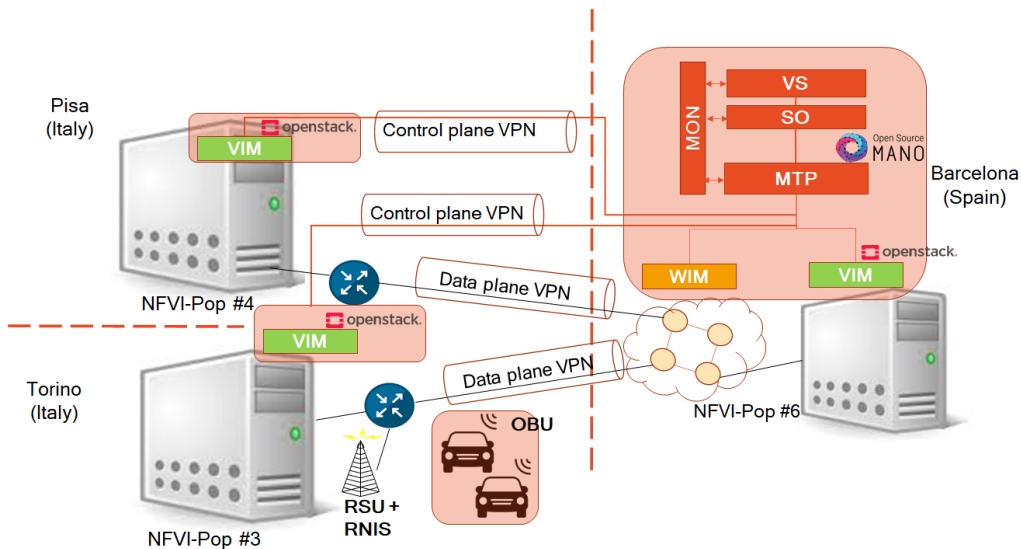 Pisa
(Italy)
openstack.
VIM
Control plane VPN
NFVI-Pop #4
Control plane VPN
Data plane VPN
MON
VS
SO
Open Source
MANO
MTP
Barcelona
(Spain)
openstack.
WIM
VIM
Torino
(Italy)
openstack.
VIM
Data plane VPN
NFVI-Pop #6
OBU
RSU +
RNIS
NFVI-Pop #3